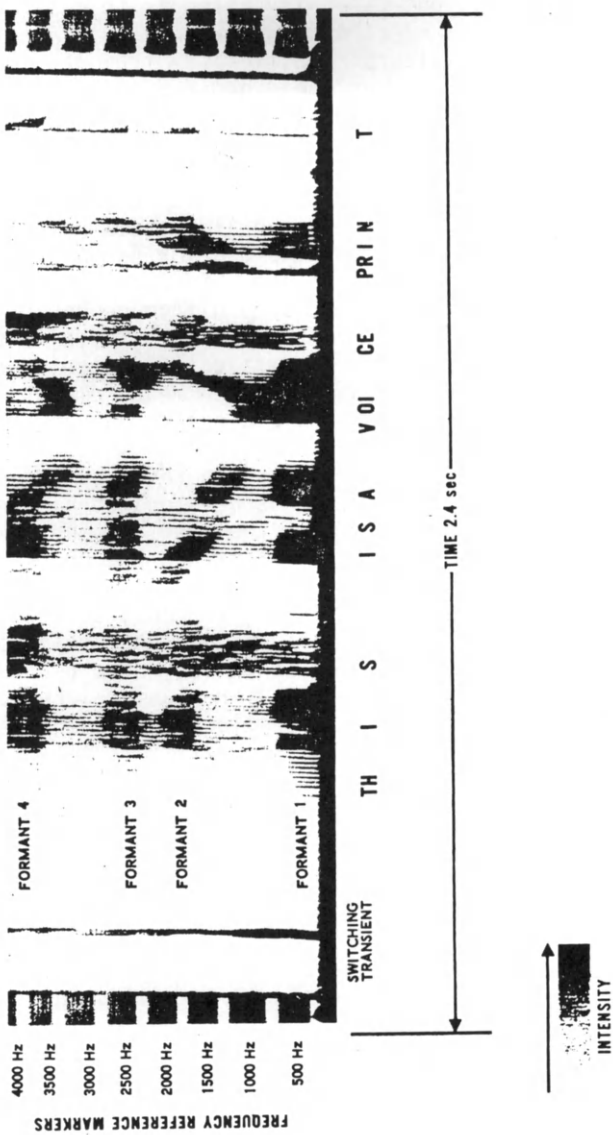 FREQUENCY REFERENCE MARKERS
4000 Hz
3500 Hz
3000 Hz
2500 Hz
2000 Hz
1500 Hz
1000 Hz
500 Hz
FORMANT 4
FORMANT 3
FORMANT 2
FORMANT 1
SWITCHING
TRANSIENT
TH I S I S A V OI CE PRI N T
TIME 2.4 sec
INTENSITY